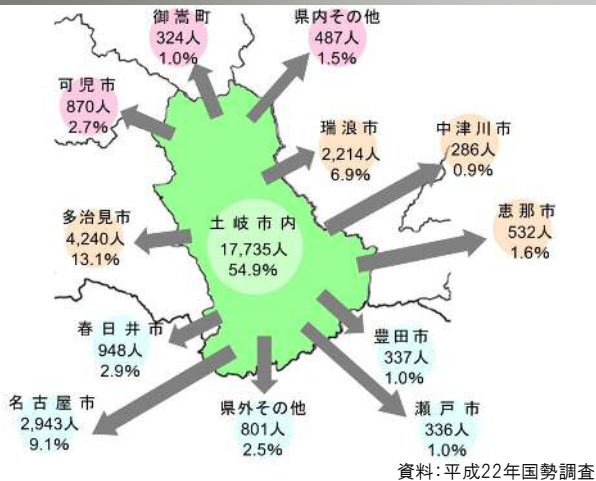 御嵩町
324人
1.0%
県内その他
487人
1.5%
可児市
870人
2.7%
瑞浪市
2,214人
6.9%
中津川市
286人
0.9%
多治見市
4,240人
13.1%
土岐市内
17,735人
54.9%
恵那市
532人
1.6%
春日井市
948人
2.9%
豊田市
337人
1.0%
名古屋市
2,943人
9.1%
県外その他
801人
2.5%
瀬戸市
336人
1.0%
資料:平成22年国勢調査